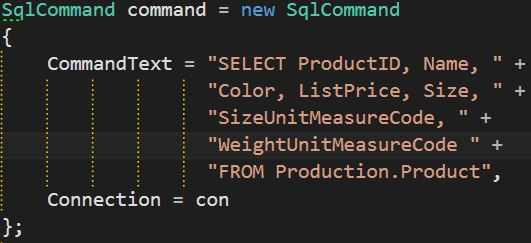 SqlCommand command = new SqlCommand
{
CommandText = "SELECT ProductID, Name, " +
"Color, ListPrice, Size, " +
"SizeUnitMeasureCode, " +
"WeightUnitMeasureCode " +
"FROM Production.Product",
Connection = con
};